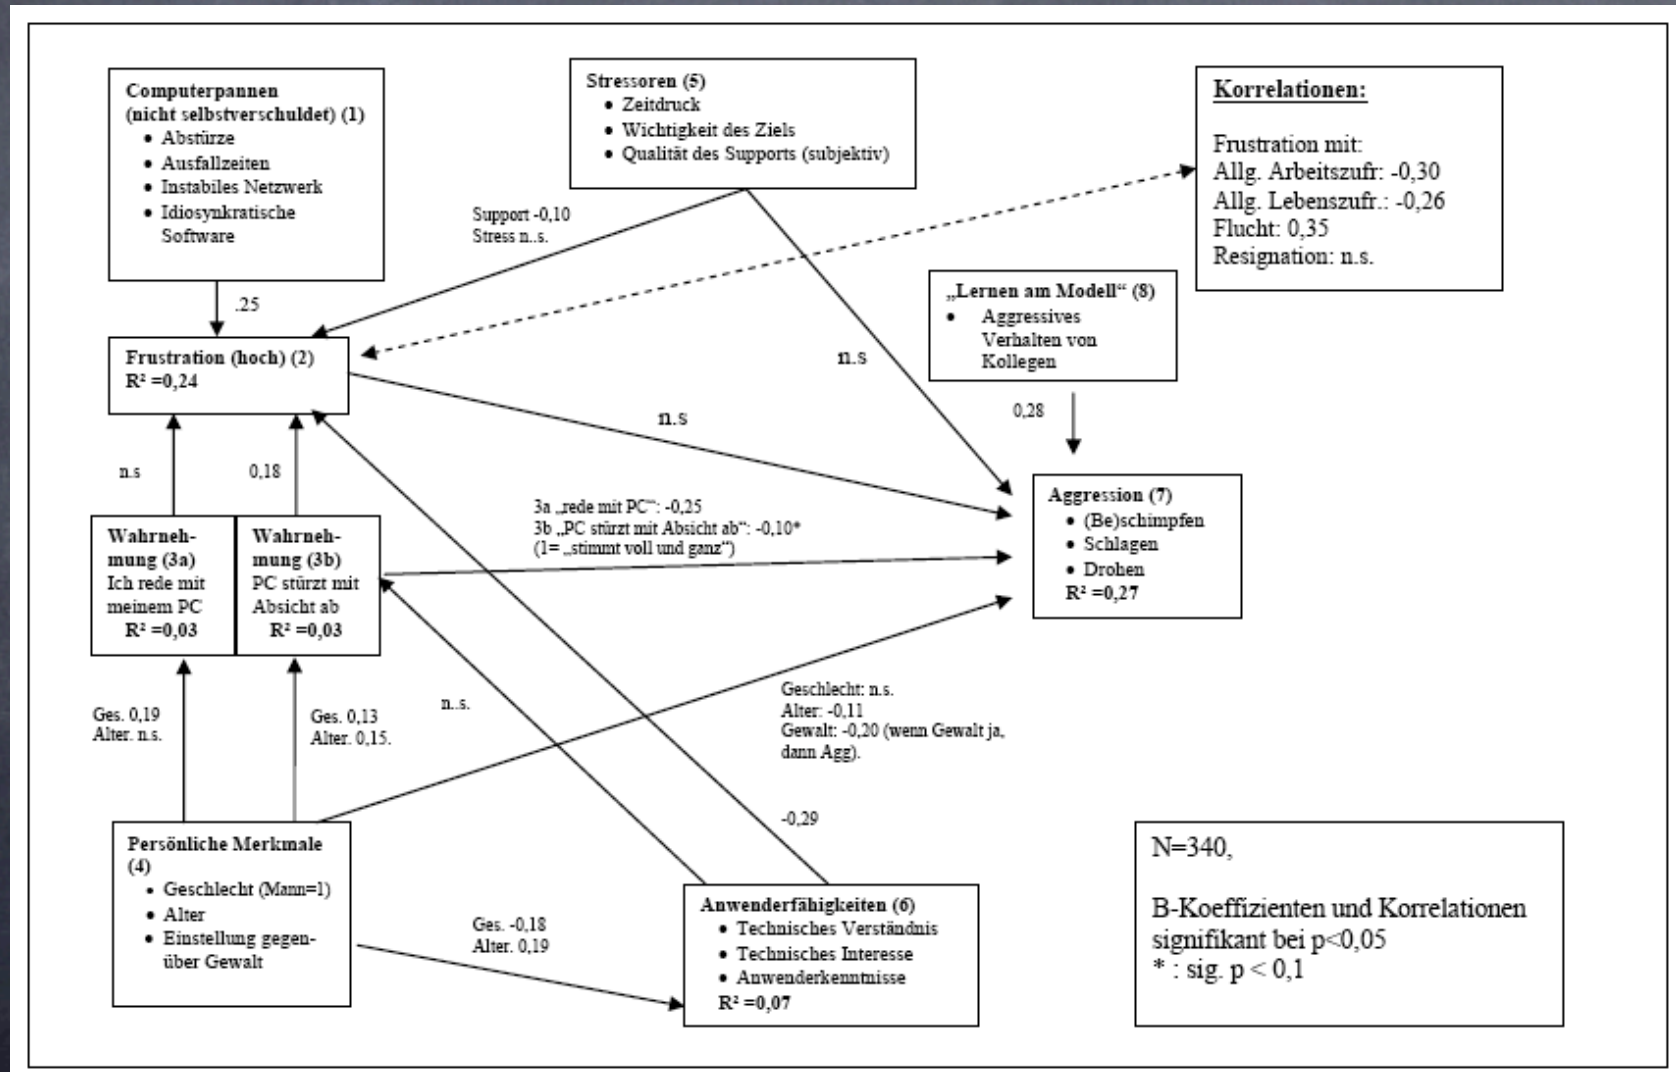 Computerpannen
(nicht selbstverschuldet) (1)
• Abstürze
• Ausfallzeiten
• Instabiles Netzwerk
• Idiosynkratische
Software
Stressoren (5)
• Zeitdruck
• Wichtigkeit des Ziels
• Qualität des Supports (subjektiv)
Korrelationen:
Frustration mit:
Allg. Arbeitszufr: -0,30
Allg. Lebenszufr.: -0,26
Flucht: 0,35
Resignation: n.s.
Support -0,10
Stress n..s.
.25
„Lernen am Modell“ (8)
• Aggressives
Verhalten von
Kollegen
Frustration (hoch) (2)
R² =0,24
n.s
n.s
0,28
n.s
0,18
Aggression (7)
• (Be)schimpfen
• Schlagen
• Drohen
R² =0,27
3a „rede mit PC“: -0,25
3b „PC stürzt mit Absicht ab“: -0,10*
(1= „stimmt voll und ganz“)
Wahrneh-
mung (3a)
Ich rede mit
meinem PC
R² =0,03
Wahrneh-
mung (3b)
PC stürzt mit
Absicht ab
R² =0,03
Ges. 0,19
Alter. n.s.
Ges. 0,13
Alter. 0,15.
n..s.
Geschlecht: n.s.
Alter: -0,11
Gewalt: -0,20 (wenn Gewalt ja,
dann Agg).
-0,29
Persönliche Merkmale
(4)
• Geschlecht (Mann=1)
• Alter
• Einstellung gegen-
über Gewalt
Ges. -0,18
Alter. 0,19
Anwenderfähigkeiten (6)
• Technisches Verständnis
• Technisches Interesse
• Anwenderkenntnisse
R² =0,07
N=340,
B-Koeffizienten und Korrelationen
signifikant bei p<0,05
* : sig. p < 0,1